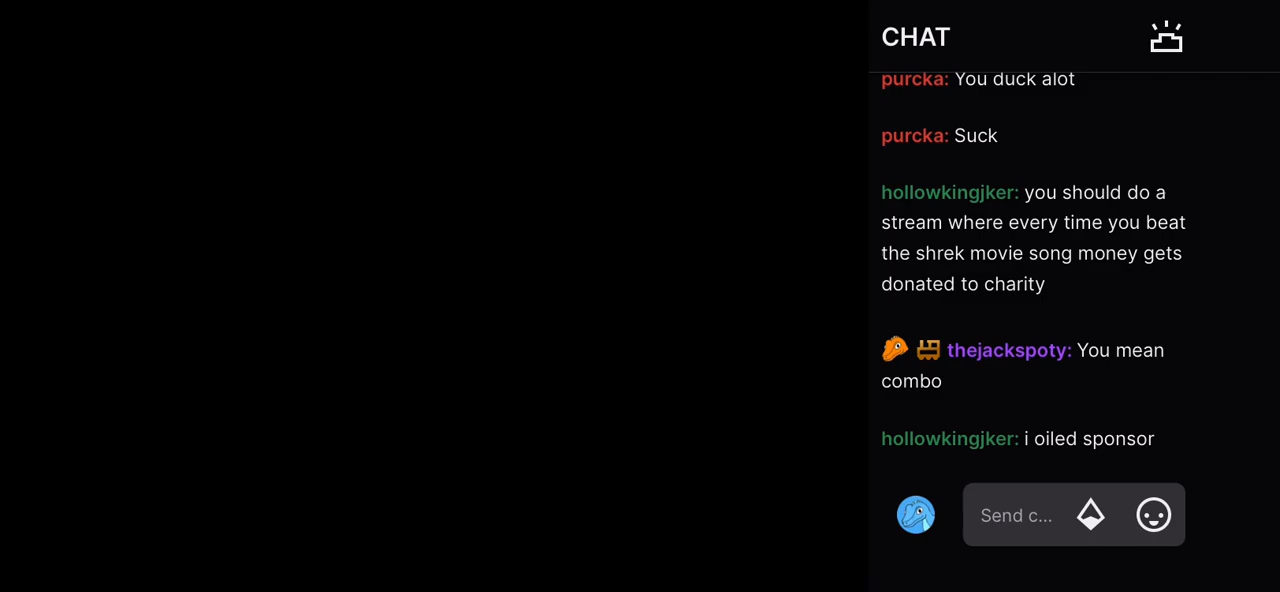 CHAT
purcka: You duck alot
purcka: Suck
hollowkingjker: you should do a
stream where every time you beat
the shrek movie song money gets
donated to charity
thejackspoty: You mean
combo
hollowkingjker: i oiled sponsor
Send c...